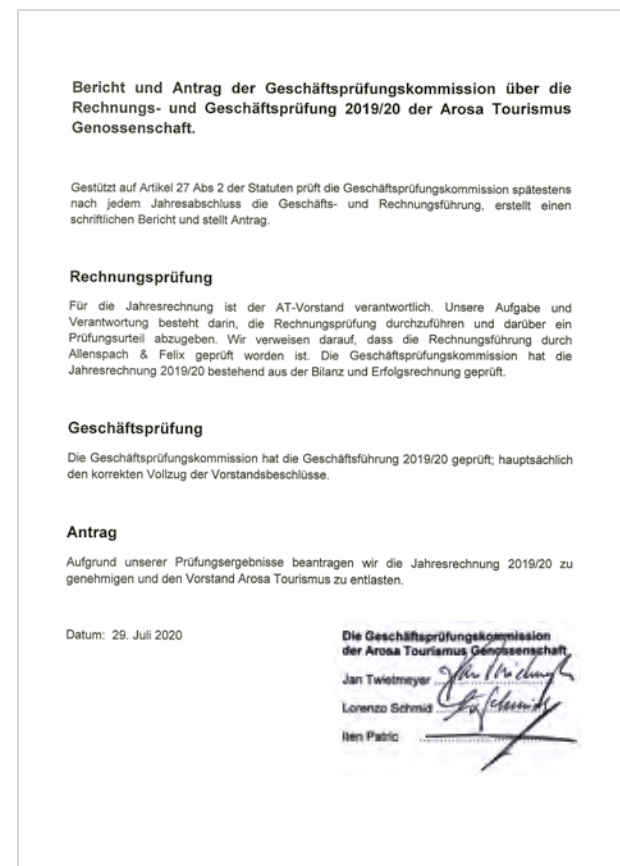 Bericht und Antrag der Geschäftsprüfungskommission über die
Rechnungs- und Geschäftsprüfung 2019/20 der Arosa Tourismus
Genossenschaft.
Gestützt auf Artikel 27 Abs 2 der Statuten prüft die Geschäftsprüfungskommission spätestens
nach jedem Jahresabschluss die Geschäfts- und Rechnungsführung, erstellt einen
schriftlichen Bericht und stellt Antrag.
Rechnungsprüfung
Für die Jahresrechnung ist der AT-Vorstand verantwortlich. Unsere Aufgabe und
Verantwortung besteht darin, die Rechnungsprüfung durchzuführen und darüber ein
Prüfungsurteil abzugeben. Wir verweisen darauf, dass die Rechnungsführung durch
Allenspach & Felix geprüft worden ist. Die Geschäftsprüfungskommission hat die
Jahresrechnung 2019/20 bestehend aus der Bilanz und Erfolgsrechnung geprüft.
Geschäftsprüfung
Die Geschäftsprüfungskommission hat die Geschäftsführung 2019/20 geprüft; hauptsächlich
den korrekten Vollzug der Vorstandsbeschlüsse.
Antrag
Aufgrund unserer Prüfungsergebnisse beantragen wir die Jahresrechnung 2019/20 zu
genehmigen und den Vorstand Arosa Tourismus zu entlasten.
Datum: 29. Juli 2020
Die Geschäftsprüfungskommission
der Arosa Tourismus Genossenschaft
Jan Twietmeyer
Lorenzo Schmid
Iten Patric